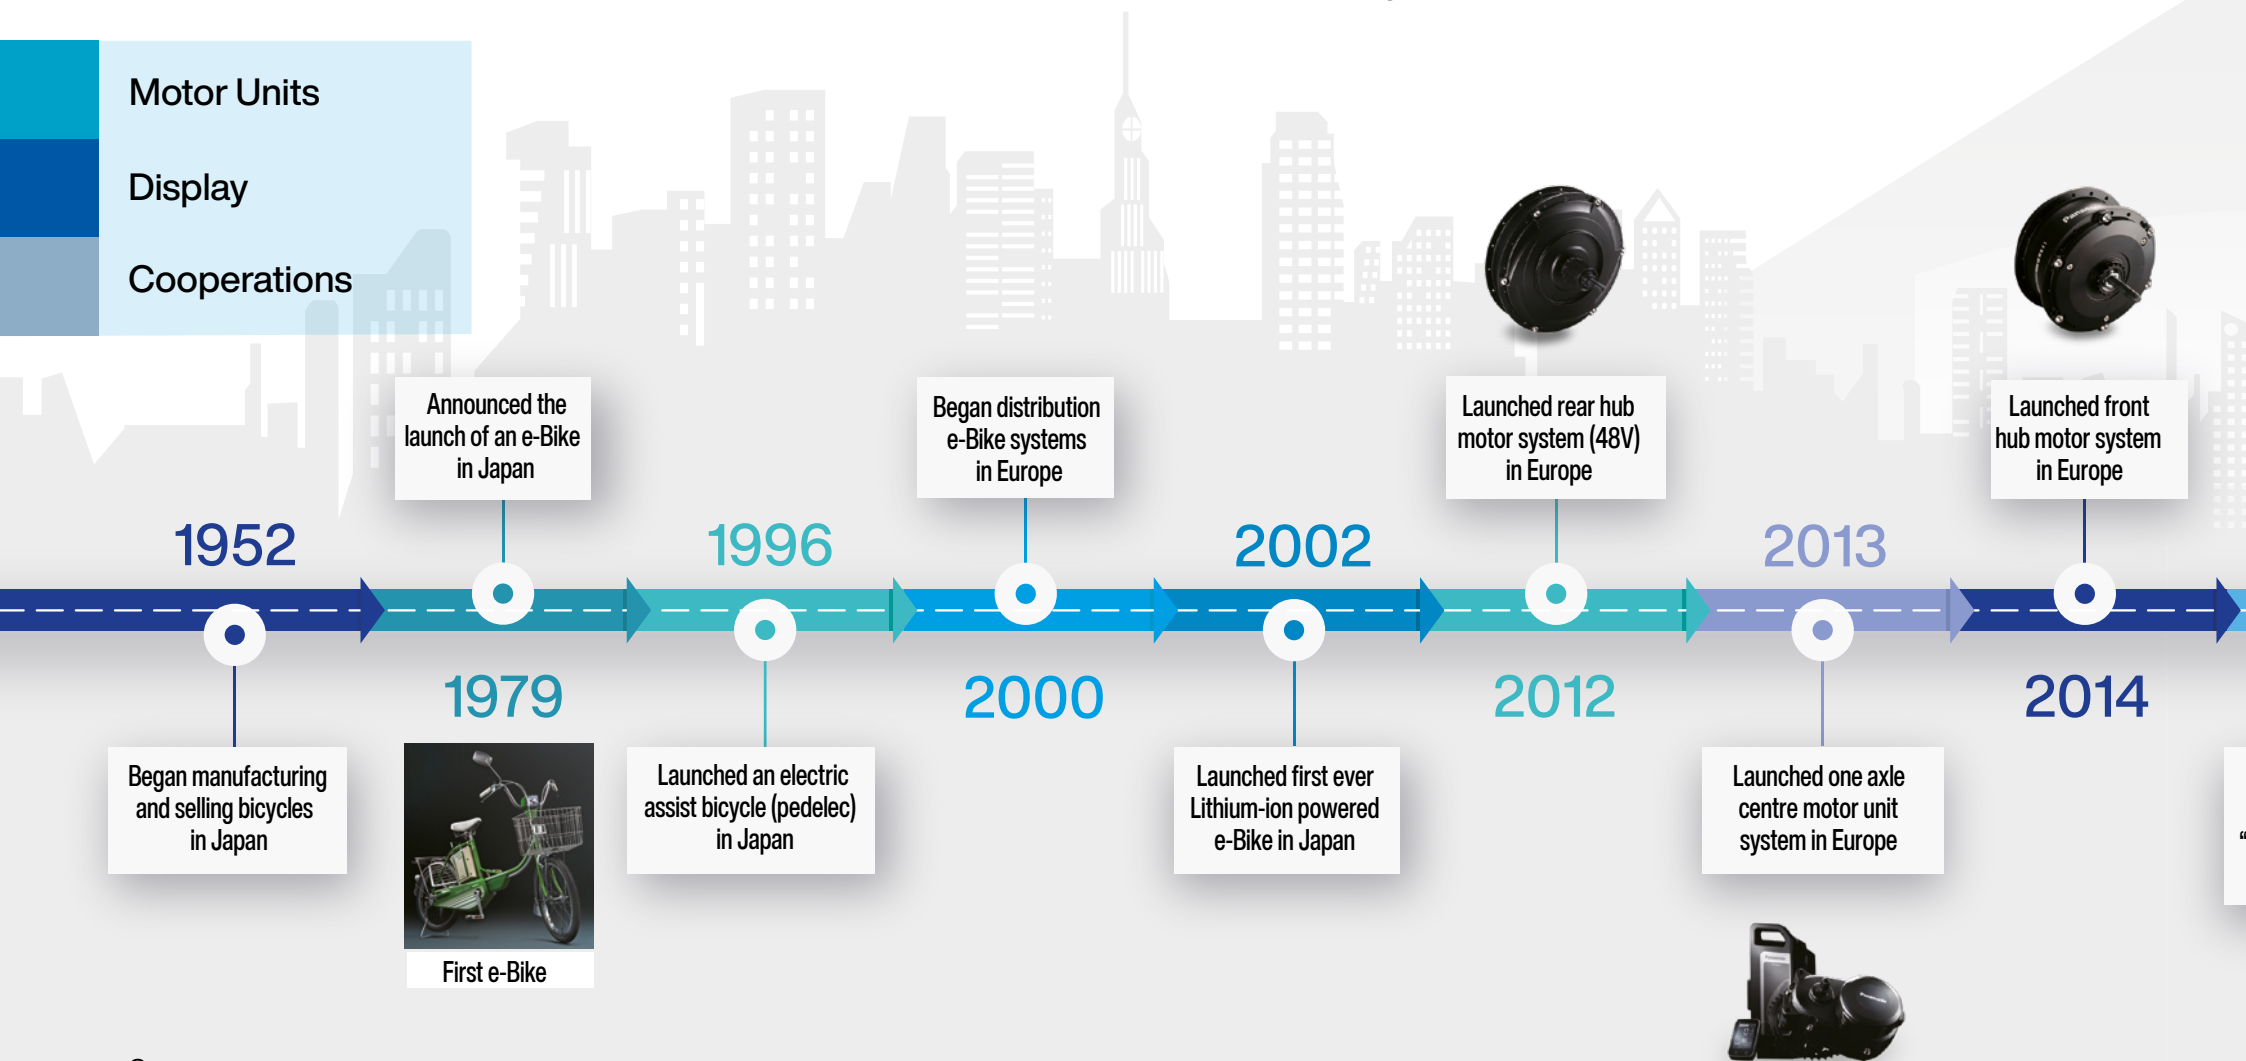 Motor Units
Display
Cooperations
1952
Began manufacturing
and selling bicycles
in Japan
Announced the
launch of an e-Bike
in Japan
1979
First e-Bike
1996
Launched an electric
assist bicycle (pedelec)
in Japan
Began distribution
e-Bike systems
in Europe
2000
2002
Launched first ever
Lithium-ion powered
e-Bike in Japan
Launched rear hub
motor system (48V)
in Europe
2012
2013
Launched one axle
centre motor unit
system in Europe
Panasonic
Launched front
hub motor system
in Europe
2014
“